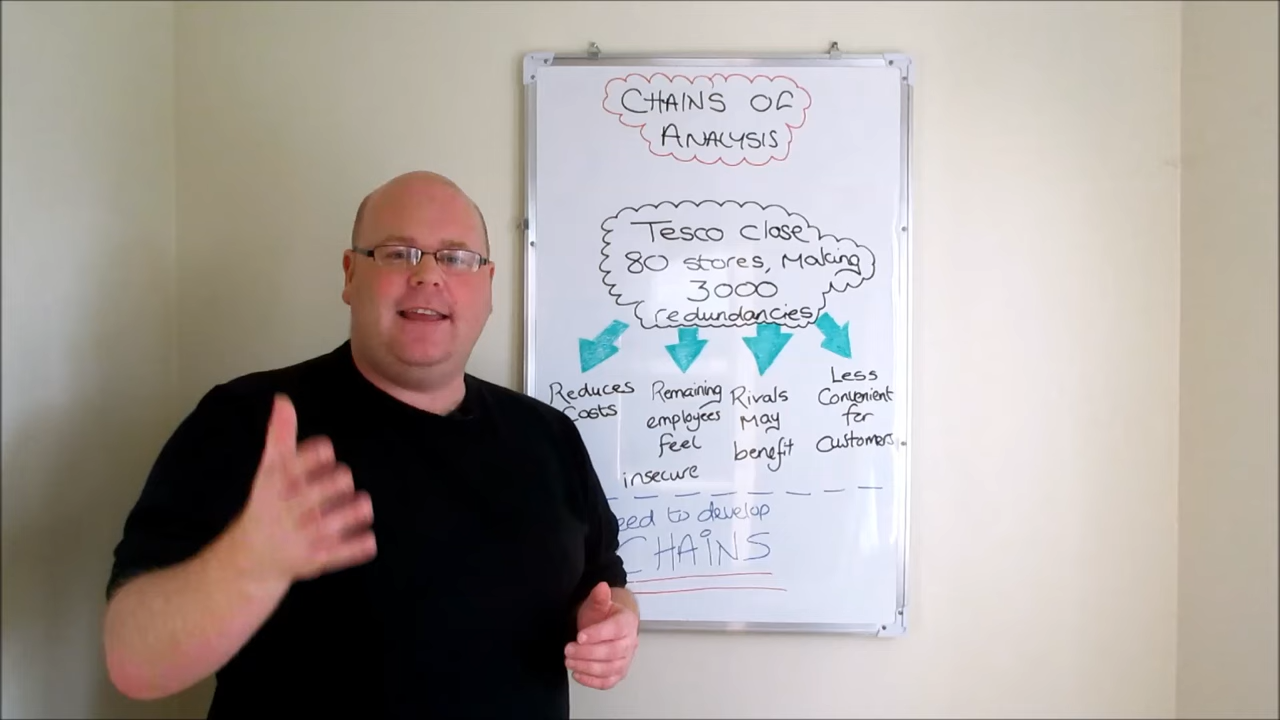 CHAINS OF
ANALYSIS
Tesco close
80 stores, Making
3000
redundancies
Reduces
Costs
Remaining
employees
feel
insecure
Rivals
May
benefit
Less
Convenient
for
Customers
to develop
CHAINS